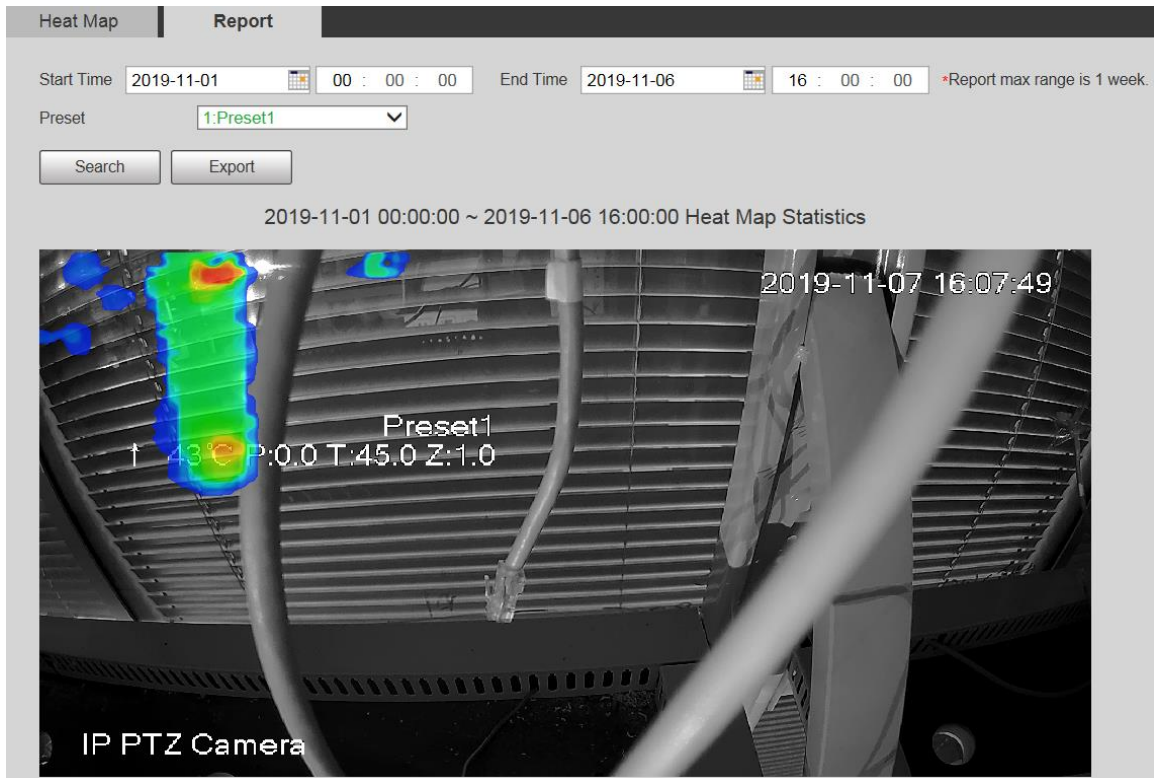 Heat Map Report
Start Time 2019-11-01 00 : 00 : 00 End Time 2019-11-06 16 : 00 : 00 *Report max range is 1 week.
Preset 1:Preset1
Search Export
2019-11-01 00:00:00 ~ 2019-11-06 16:00:00 Heat Map Statistics
2019-11-07 16:07:49
Preset1
↑ 43°C P:0.0 T:45.0 Z:1.0
IP PTZ Camera